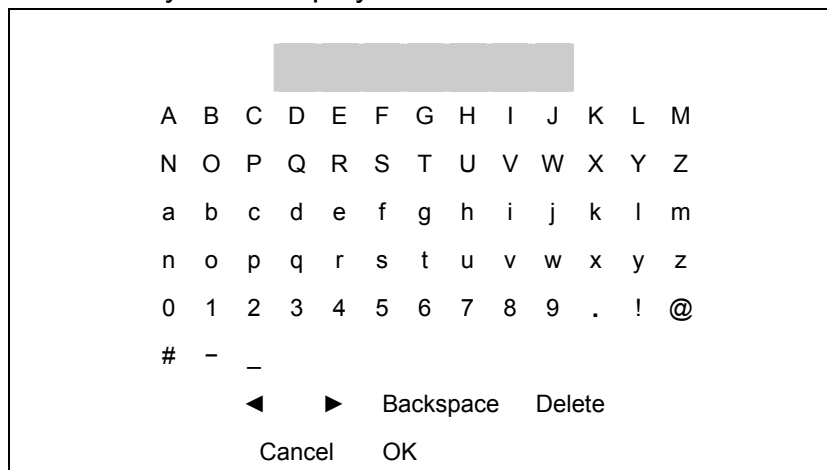 A B C D E F G H I J K L M
N O P Q R S T U V W X Y Z
a b c d e f g h i j k l m
n o p q r s t u v w x y z
0 1 2 3 4 5 6 7 8 9 . ! @
# − _
◄ ► Backspace Delete
Cancel OK